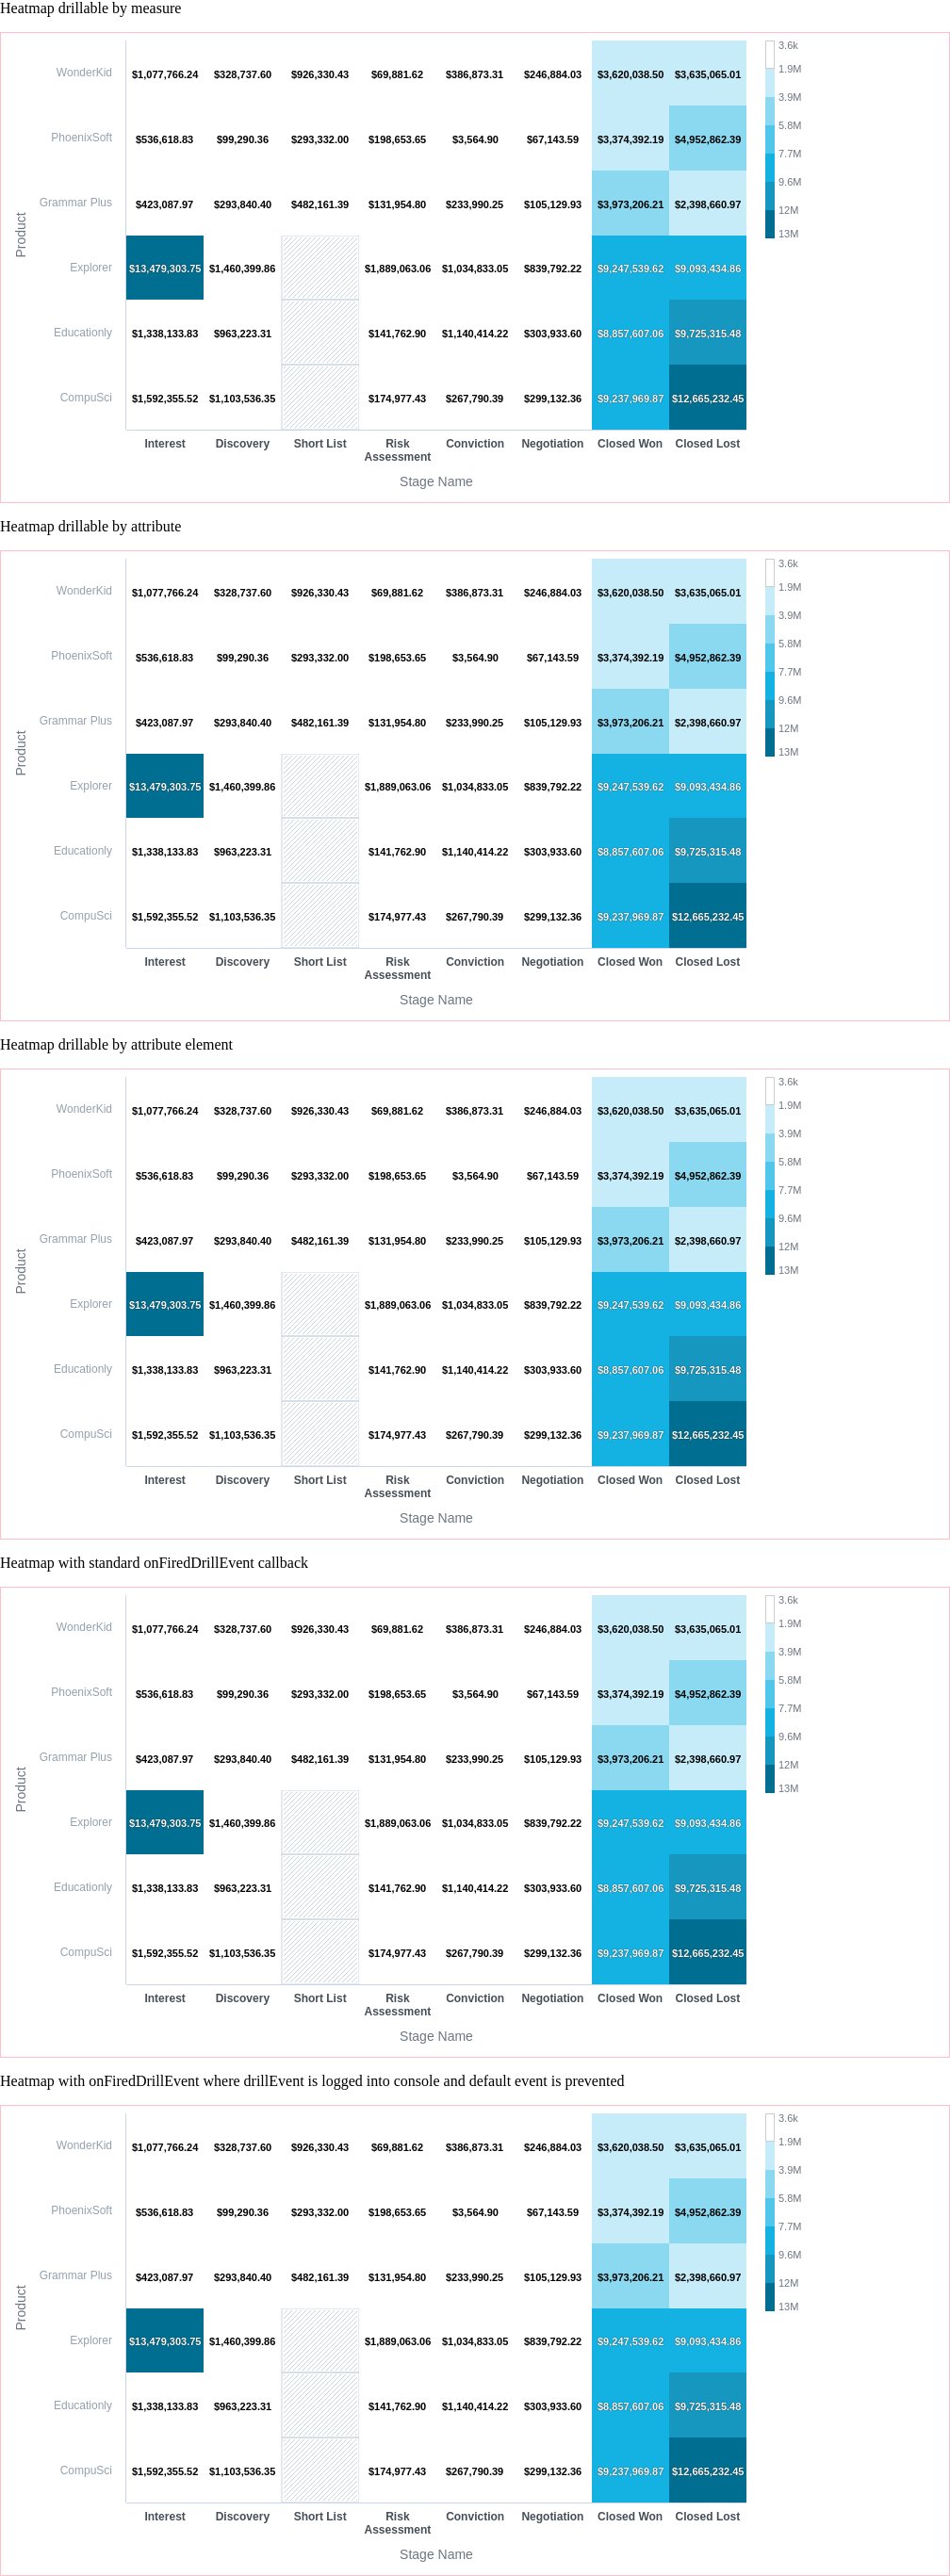 Heatmap drillable by measure
WonderKid $1,077,766.24 $328,737.60 $926,330.43 $69,881.62 $386,873.31 $246,884.03 $3,620,038.50 $3,635,065.01
PhoenixSoft $536,618.83 $99,290.36 $293,332.00 $198,653.65 $3,564.90 $67,143.59 $3,374,392.19 $4,952,862.39
Grammar Plus $423,087.97 $293,840.40 $482,161.39 $131,954.80 $233,990.25 $105,129.93 $3,973,206.21 $2,398,660.97
Explorer $13,479,303.75 $1,460,399.86 $1,889,063.06 $1,034,833.05 $839,792.22 $9,247,539.62 $9,093,434.86
Educationly $1,338,133.83 $963,223.31 $141,762.90 $1,140,414.22 $303,933.60 $8,857,607.06 $9,725,315.48
CompuSci $1,592,355.52 $1,103,536.35 $174,977.43 $267,790.39 $299,132.36 $9,237,969.87 $12,665,232.45
Product
Interest Discovery Short List Risk Assessment Conviction Negotiation Closed Won Closed Lost
Stage Name
3.6k
1.9M
3.9M
5.8M
7.7M
9.6M
12M
13M
Heatmap drillable by attribute
WonderKid $1,077,766.24 $328,737.60 $926,330.43 $69,881.62 $386,873.31 $246,884.03 $3,620,038.50 $3,635,065.01
PhoenixSoft $536,618.83 $99,290.36 $293,332.00 $198,653.65 $3,564.90 $67,143.59 $3,374,392.19 $4,952,862.39
Grammar Plus $423,087.97 $293,840.40 $482,161.39 $131,954.80 $233,990.25 $105,129.93 $3,973,206.21 $2,398,660.97
Explorer $13,479,303.75 $1,460,399.86 $1,889,063.06 $1,034,833.05 $839,792.22 $9,247,539.62 $9,093,434.86
Educationly $1,338,133.83 $963,223.31 $141,762.90 $1,140,414.22 $303,933.60 $8,857,607.06 $9,725,315.48
CompuSci $1,592,355.52 $1,103,536.35 $174,977.43 $267,790.39 $299,132.36 $9,237,969.87 $12,665,232.45
Product
Interest Discovery Short List Risk Assessment Conviction Negotiation Closed Won Closed Lost
Stage Name
3.6k
1.9M
3.9M
5.8M
7.7M
9.6M
12M
13M
Heatmap drillable by attribute element
WonderKid $1,077,766.24 $328,737.60 $926,330.43 $69,881.62 $386,873.31 $246,884.03 $3,620,038.50 $3,635,065.01
PhoenixSoft $536,618.83 $99,290.36 $293,332.00 $198,653.65 $3,564.90 $67,143.59 $3,374,392.19 $4,952,862.39
Grammar Plus $423,087.97 $293,840.40 $482,161.39 $131,954.80 $233,990.25 $105,129.93 $3,973,206.21 $2,398,660.97
Explorer $13,479,303.75 $1,460,399.86 $1,889,063.06 $1,034,833.05 $839,792.22 $9,247,539.62 $9,093,434.86
Educationly $1,338,133.83 $963,223.31 $141,762.90 $1,140,414.22 $303,933.60 $8,857,607.06 $9,725,315.48
CompuSci $1,592,355.52 $1,103,536.35 $174,977.43 $267,790.39 $299,132.36 $9,237,969.87 $12,665,232.45
Product
Interest Discovery Short List Risk Assessment Conviction Negotiation Closed Won Closed Lost
Stage Name
3.6k
1.9M
3.9M
5.8M
7.7M
9.6M
12M
13M
Heatmap with standard onFiredDrillEvent callback
WonderKid $1,077,766.24 $328,737.60 $926,330.43 $69,881.62 $386,873.31 $246,884.03 $3,620,038.50 $3,635,065.01
PhoenixSoft $536,618.83 $99,290.36 $293,332.00 $198,653.65 $3,564.90 $67,143.59 $3,374,392.19 $4,952,862.39
Grammar Plus $423,087.97 $293,840.40 $482,161.39 $131,954.80 $233,990.25 $105,129.93 $3,973,206.21 $2,398,660.97
Explorer $13,479,303.75 $1,460,399.86 $1,889,063.06 $1,034,833.05 $839,792.22 $9,247,539.62 $9,093,434.86
Educationly $1,338,133.83 $963,223.31 $141,762.90 $1,140,414.22 $303,933.60 $8,857,607.06 $9,725,315.48
CompuSci $1,592,355.52 $1,103,536.35 $174,977.43 $267,790.39 $299,132.36 $9,237,969.87 $12,665,232.45
Product
Interest Discovery Short List Risk Assessment Conviction Negotiation Closed Won Closed Lost
Stage Name
3.6k
1.9M
3.9M
5.8M
7.7M
9.6M
12M
13M
Heatmap with onFiredDrillEvent where drillEvent is logged into console and default event is prevented
WonderKid $1,077,766.24 $328,737.60 $926,330.43 $69,881.62 $386,873.31 $246,884.03 $3,620,038.50 $3,635,065.01
PhoenixSoft $536,618.83 $99,290.36 $293,332.00 $198,653.65 $3,564.90 $67,143.59 $3,374,392.19 $4,952,862.39
Grammar Plus $423,087.97 $293,840.40 $482,161.39 $131,954.80 $233,990.25 $105,129.93 $3,973,206.21 $2,398,660.97
Explorer $13,479,303.75 $1,460,399.86 $1,889,063.06 $1,034,833.05 $839,792.22 $9,247,539.62 $9,093,434.86
Educationly $1,338,133.83 $963,223.31 $141,762.90 $1,140,414.22 $303,933.60 $8,857,607.06 $9,725,315.48
CompuSci $1,592,355.52 $1,103,536.35 $174,977.43 $267,790.39 $299,132.36 $9,237,969.87 $12,665,232.45
Product
Interest Discovery Short List Risk Assessment Conviction Negotiation Closed Won Closed Lost
Stage Name
3.6k
1.9M
3.9M
5.8M
7.7M
9.6M
12M
13M